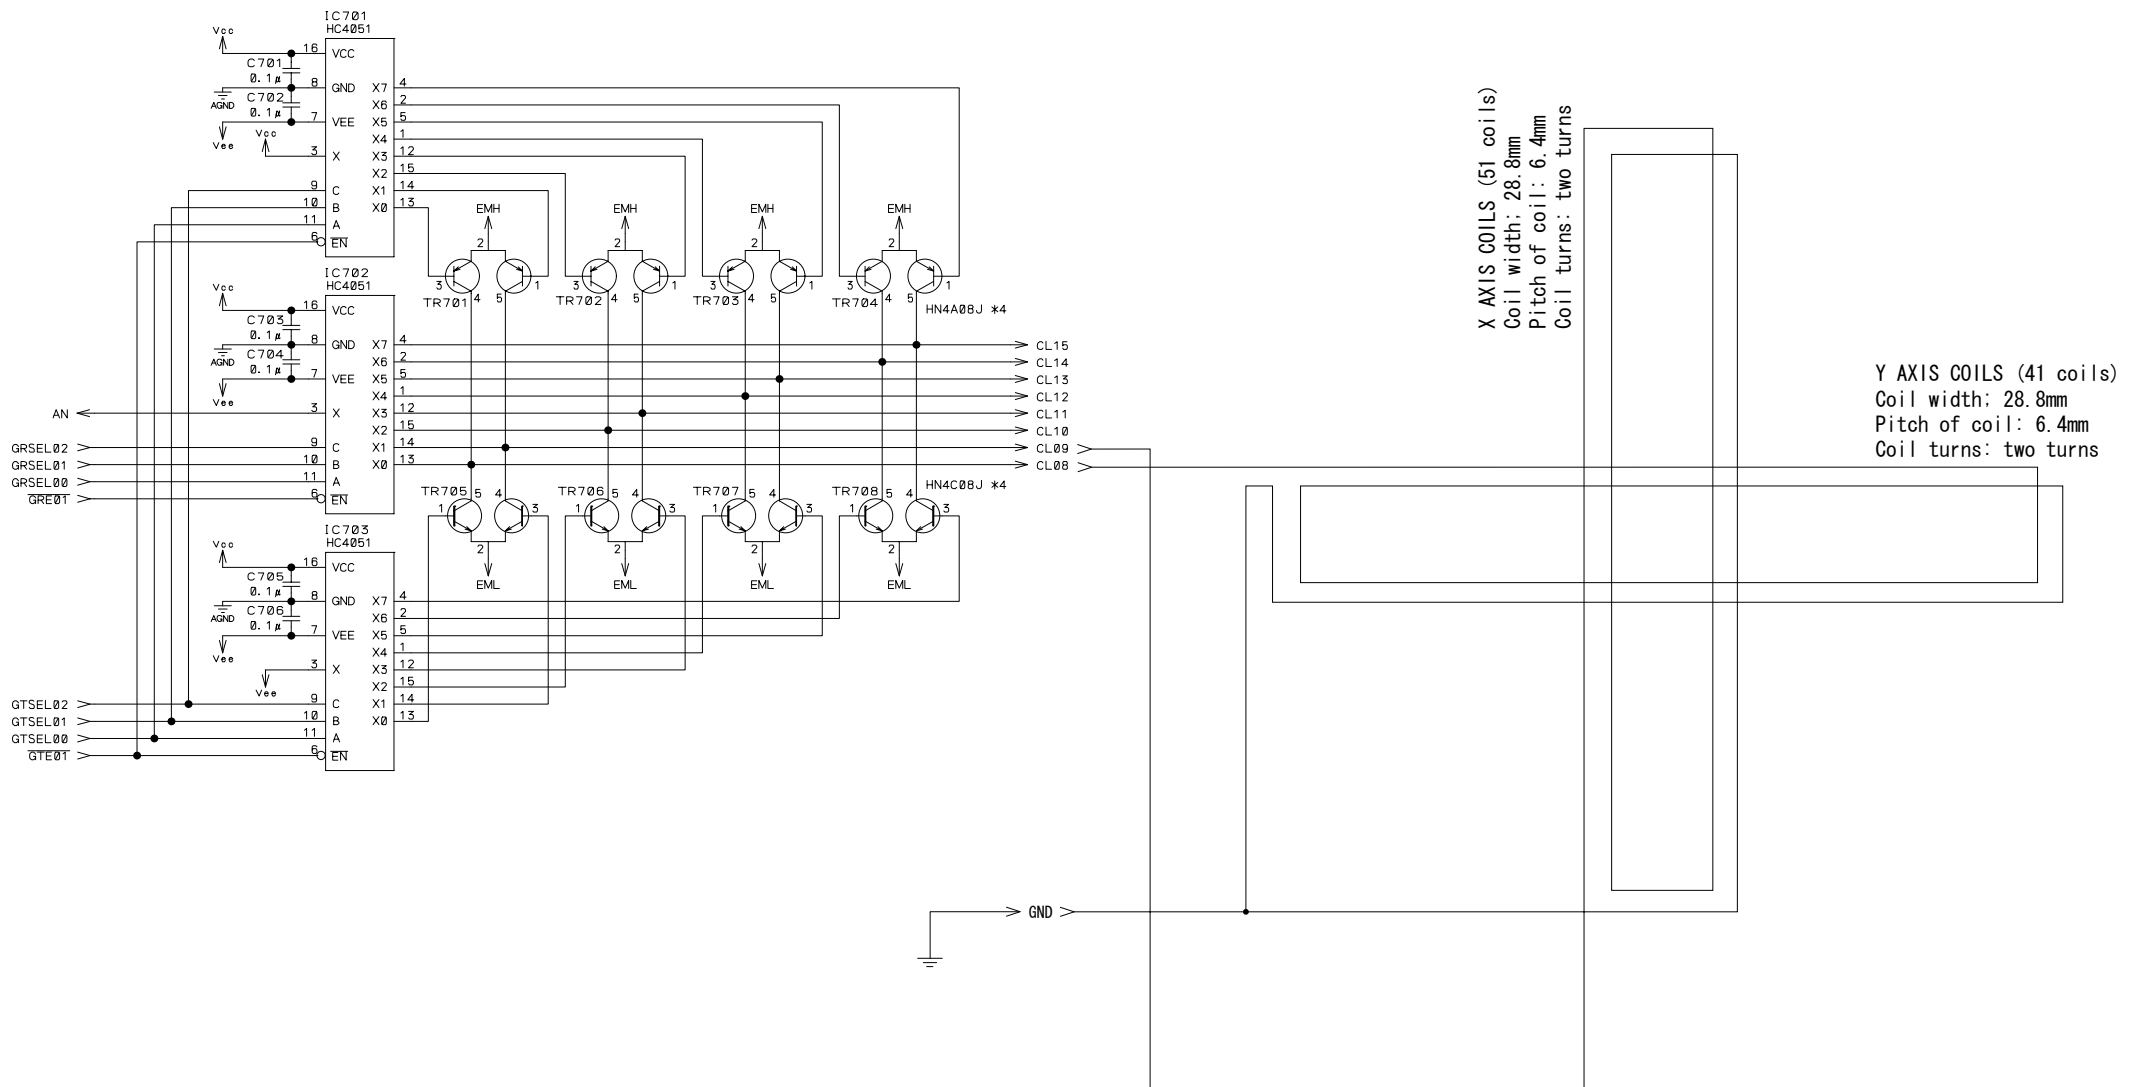 IC701
HC4051
Vcc
16 VCC
C701
0.1μ
8 GND X7 4
AGND
C702
X6 2
0.1μ
7 VEE X5 5
Vee
Vcc
X4 1
3 X X3 12
X2 15
9 C X1 14
10 B X0 13
11 A
6 EN
EMH EMH EMH EMH
2 2 2 2
3 1 3 1 3 1 3 1
TR701 4 5 TR702 4 5 TR703 4 5 TR704 4 5
HN4A08J *4
IC702
HC4051
Vcc
16 VCC
C703
0.1μ
8 GND X7 4 CL15
AGND
C704
X6 2 CL14
0.1μ
7 VEE X5 5 CL13
Vee
X4 1 CL12
AN 3 X X3 12 CL11
X2 15 CL10
GRSEL02 9 C X1 14 CL09
GRSEL01 10 B X0 13 CL08
GRSEL00 11 A
GRE01 6 EN
TR705 5 4 TR706 5 4 TR707 5 4 TR708 5 4
HN4C08J *4
1 3 1 3 1 3 1 3
2 2 2 2
EML EML EML EML
IC703
HC4051
Vcc
16 VCC
C705
0.1μ
8 GND X7 4
AGND
C706
X6 2
0.1μ
7 VEE X5 5
Vee
X4 1
3 X X3 12
Vee
X2 15
GTSEL02 9 C X1 14
GTSEL01 10 B X0 13
GTSEL00 11 A
GTE01 6 EN
GND
X AXIS COILS (51 coils)
Coil width; 28.8mm
Pitch of coil: 6.4mm
Coil turns: two turns
Y AXIS COILS (41 coils)
Coil width; 28.8mm
Pitch of coil: 6.4mm
Coil turns: two turns